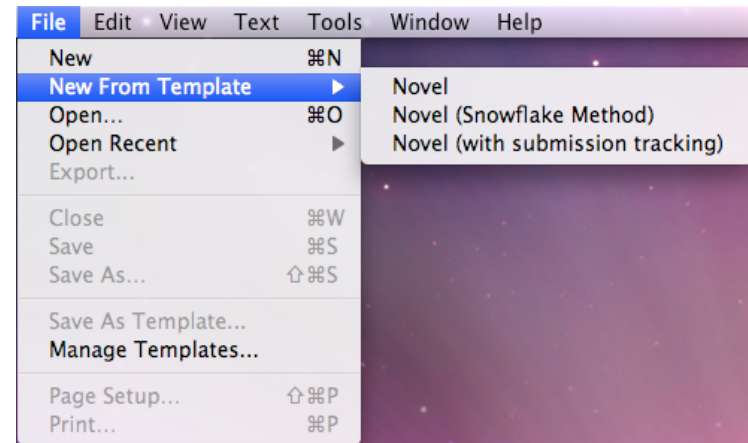 File Edit View Text Tools Window Help
New ⌘N
New From Template ▶
Novel
Novel (Snowflake Method)
Novel (with submission tracking)
Open... ⌘O
Open Recent ▶
Export...
Close ⌘W
Save ⌘S
Save As... ⇧⌘S
Save As Template...
Manage Templates...
Page Setup... ⇧⌘P
Print... ⌘P